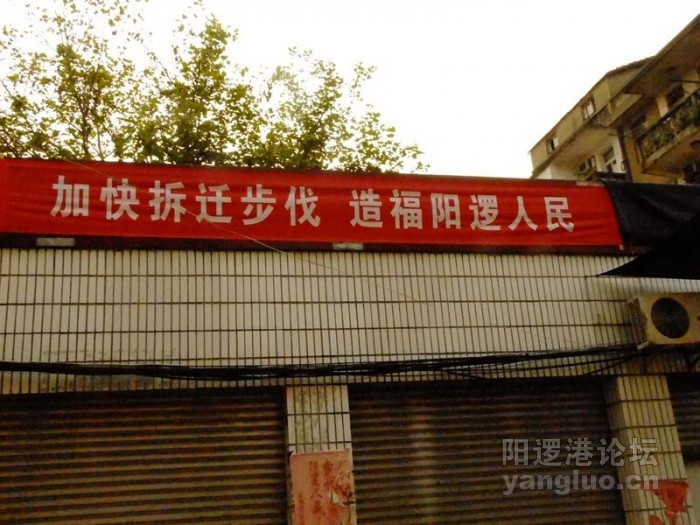 加快拆迁步伐 造福阳逻人民
阳逻港论坛
yangluo.cn